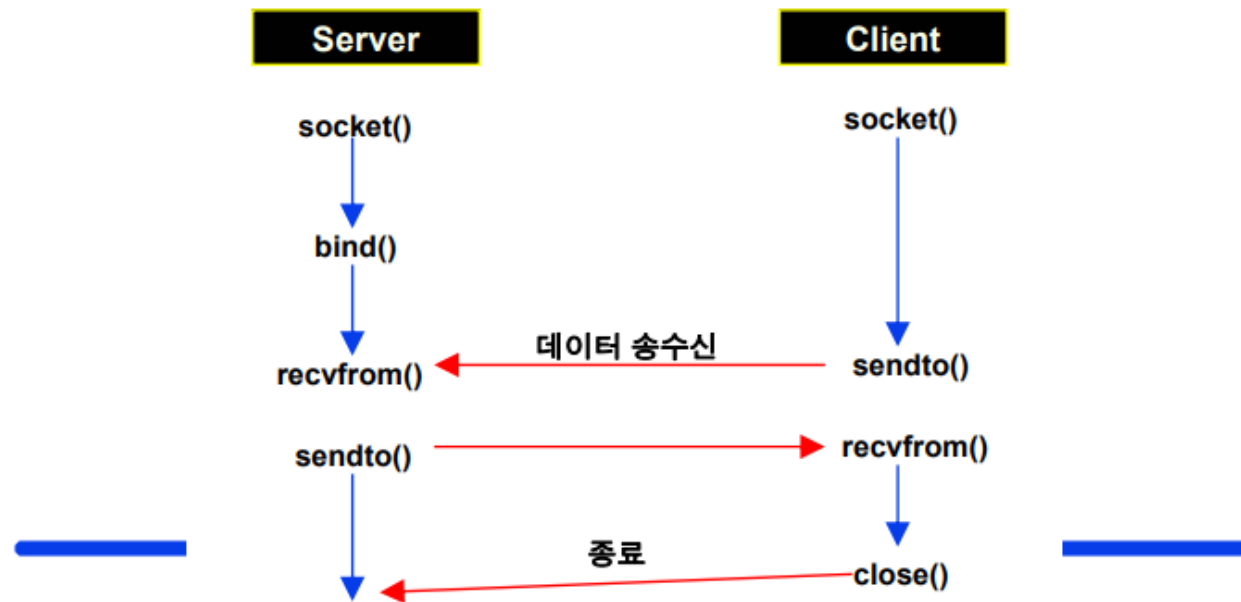 Server
Client
socket()
socket()
bind()
데이터 송수신
recvfrom()
sendto()
sendto()
recvfrom()
종료
close()